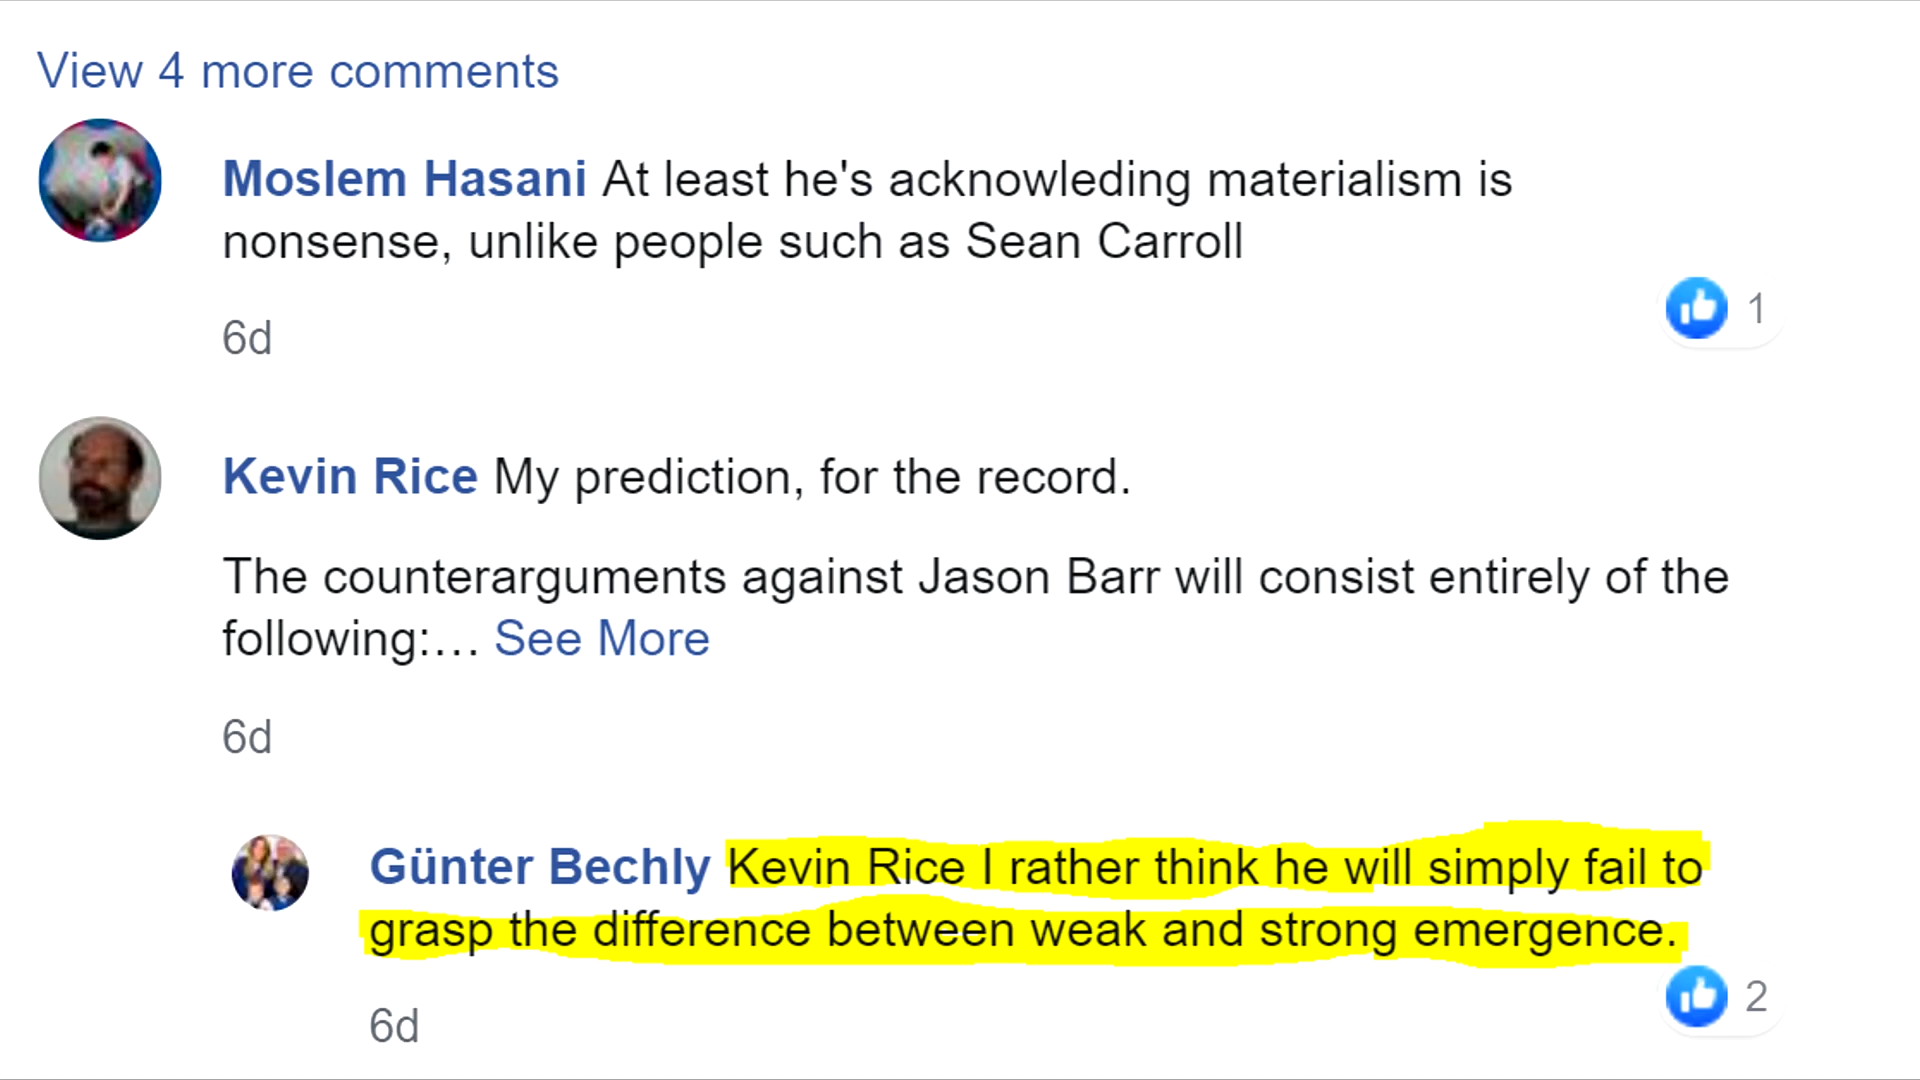 View 4 more comments
Moslem Hasani At least he's acknowleding materialism is
nonsense, unlike people such as Sean Carroll
1
6d
Kevin Rice My prediction, for the record.
The counterarguments against Jason Barr will consist entirely of the
following:... See More
6d
Günter Bechly Kevin Rice I rather think he will simply fail to
grasp the difference between weak and strong emergence.
2
6d